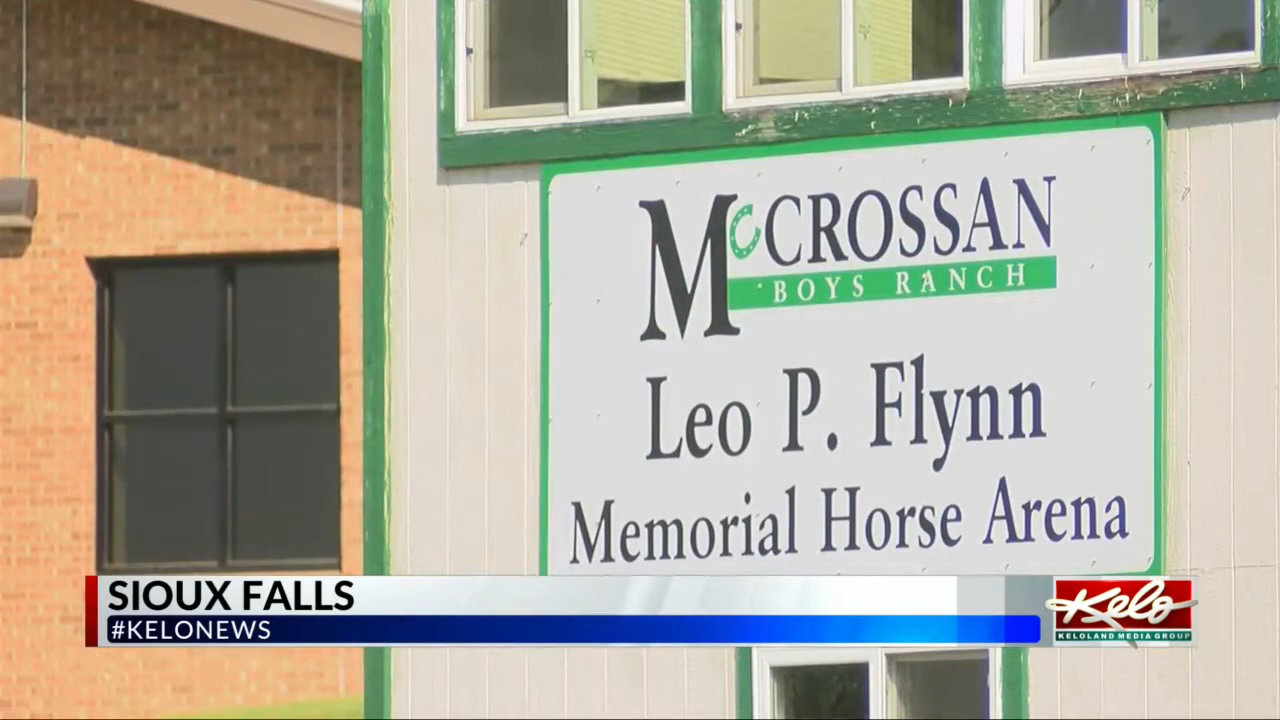 McCROSSAN
BOYS RANCH
Leo P. Flynn
Memorial Horse Arena
SIOUX FALLS
#KELONEWS
Kelo
KELOLAND MEDIA GROUP